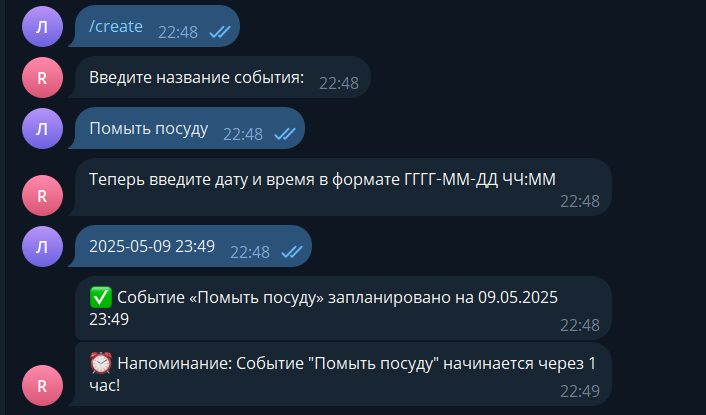 Л
/create 22:48
R
Введите название события: 22:48
Л
Помыть посуду 22:48
Теперь введите дату и время в формате ГГГГ-ММ-ДД ЧЧ:ММ
R
22:48
Л
2025-05-09 23:49 22:48
✅ Событие «Помыть посуду» запланировано на 09.05.2025
23:49
22:48
⏰ Напоминание: Событие "Помыть посуду" начинается через 1
час!
R
22:49